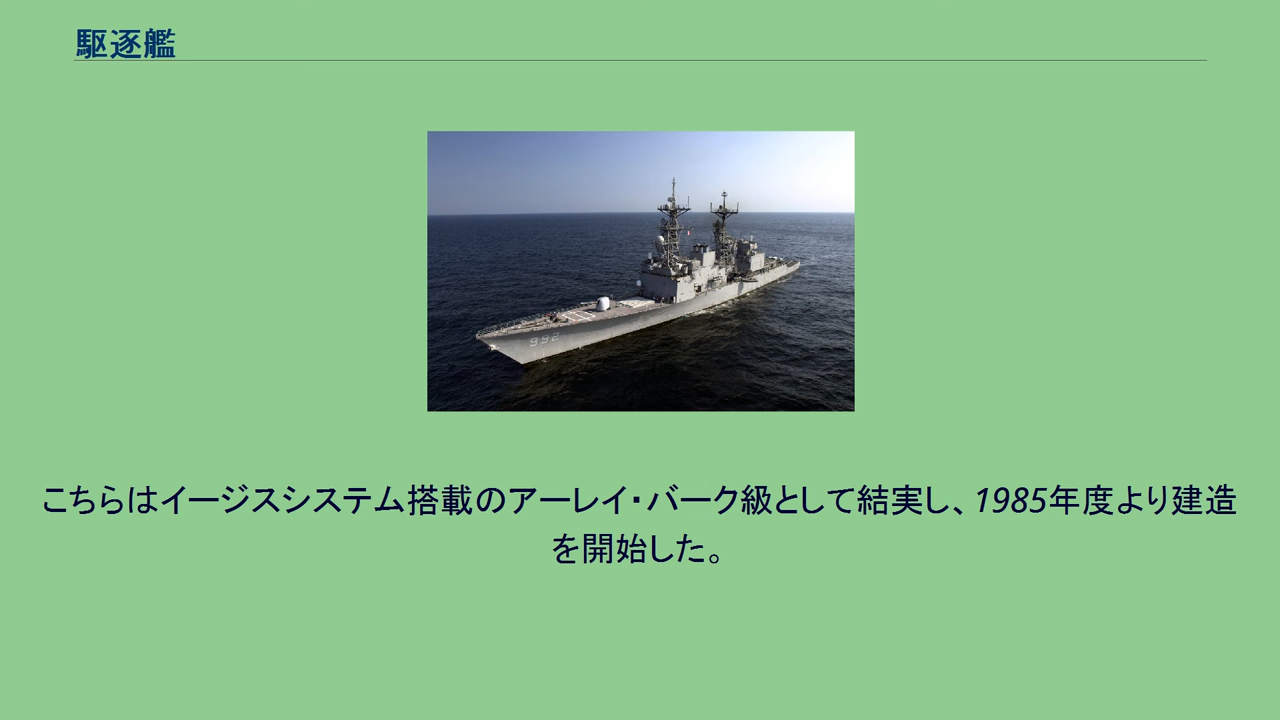 駆逐艦
992
こちらはイージスシステム搭載のアーレイ・バーク級として結実し、1985年度より建造
を開始した。